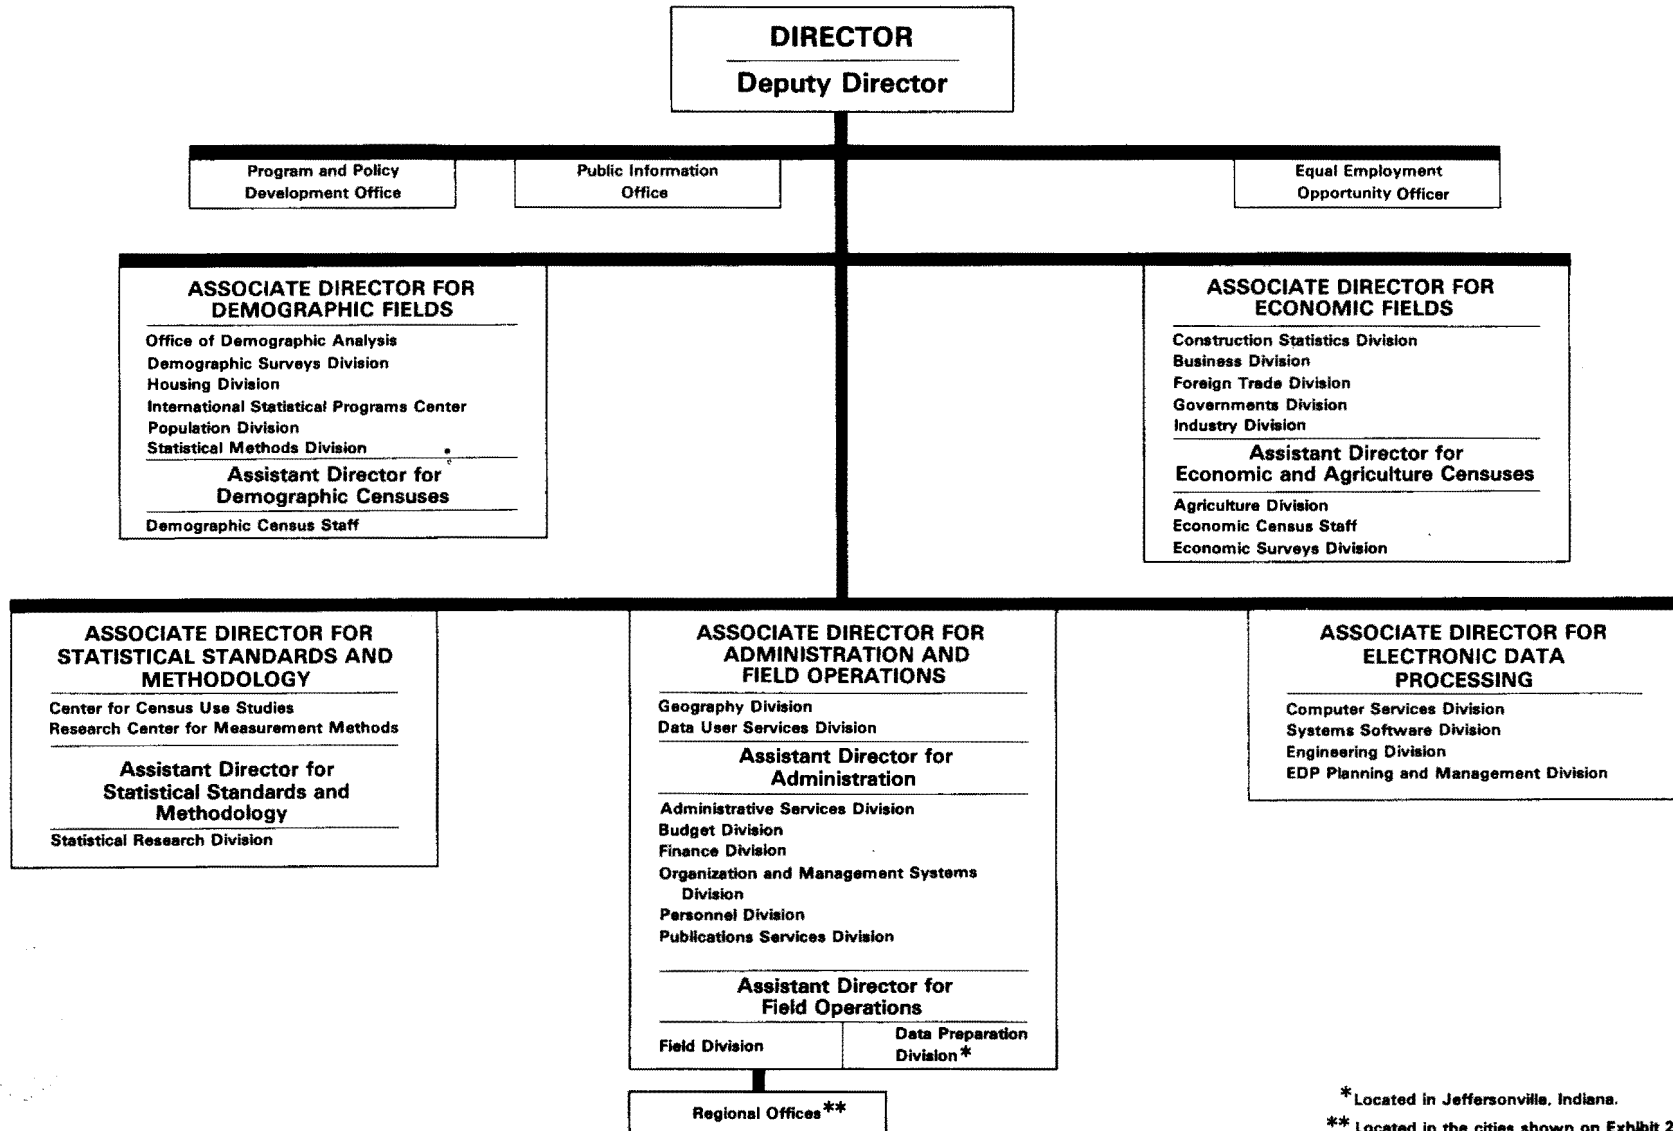 DIRECTOR
Deputy Director
Program and Policy
Development Office
Public Information
Office
Equal Employment
Opportunity Officer
ASSOCIATE DIRECTOR FOR
DEMOGRAPHIC FIELDS
Office of Demographic Analysis
Demographic Surveys Division
Housing Division
International Statistical Programs Center
Population Division
Statistical Methods Division
Assistant Director for
Demographic Censuses
Demographic Census Staff
ASSOCIATE DIRECTOR FOR
ECONOMIC FIELDS
Construction Statistics Division
Business Division
Foreign Trade Division
Governments Division
Industry Division
Assistant Director for
Economic and Agriculture Censuses
Agriculture Division
Economic Census Staff
Economic Surveys Division
ASSOCIATE DIRECTOR FOR
STATISTICAL STANDARDS AND
METHODOLOGY
Center for Census Use Studies
Research Center for Measurement Methods
Assistant Director for
Statistical Standards and
Methodology
Statistical Research Division
ASSOCIATE DIRECTOR FOR
ADMINISTRATION AND
FIELD OPERATIONS
Geography Division
Data User Services Division
Assistant Director for
Administration
Administrative Services Division
Budget Division
Finance Division
Organization and Management Systems
Division
Personnel Division
Publications Services Division
Assistant Director for
Field Operations
Field Division
Data Preparation
Division*
Regional Offices**
ASSOCIATE DIRECTOR FOR
ELECTRONIC DATA
PROCESSING
Computer Services Division
Systems Software Division
Engineering Division
EDP Planning and Management Division
*Located in Jeffersonville, Indiana.
** Located in the cities shown on Exhibit 2